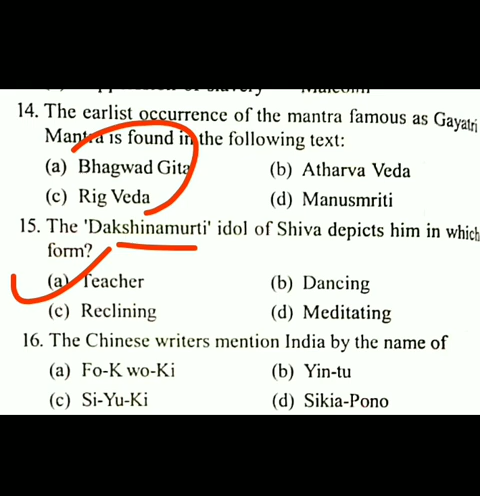 14. The earlist occurrence of the mantra famous as Gayatri
Mantra is found in the following text:
(a) Bhagwad Gita (b) Atharva Veda
(c) Rig Veda (d) Manusmriti
15. The 'Dakshinamurti' idol of Shiva depicts him in which
form?
(a) Teacher (b) Dancing
(c) Reclining (d) Meditating
16. The Chinese writers mention India by the name of
(a) Fo-K wo-Ki (b) Yin-tu
(c) Si-Yu-Ki (d) Sikia-Pono